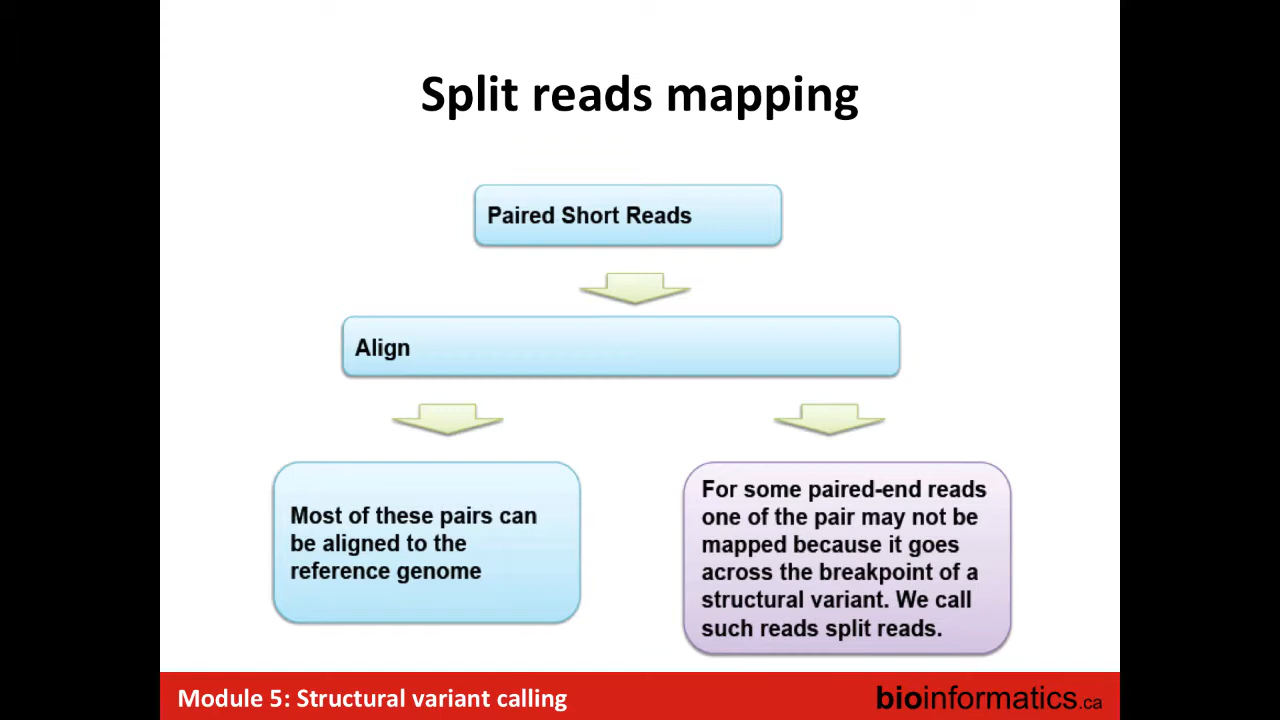 Split reads mapping
Paired Short Reads
Align
Most of these pairs can
be aligned to the
reference genome
For some paired-end reads
one of the pair may not be
mapped because it goes
across the breakpoint of a
structural variant. We call
such reads split reads.
Module 5: Structural variant calling
bioinformatics.ca